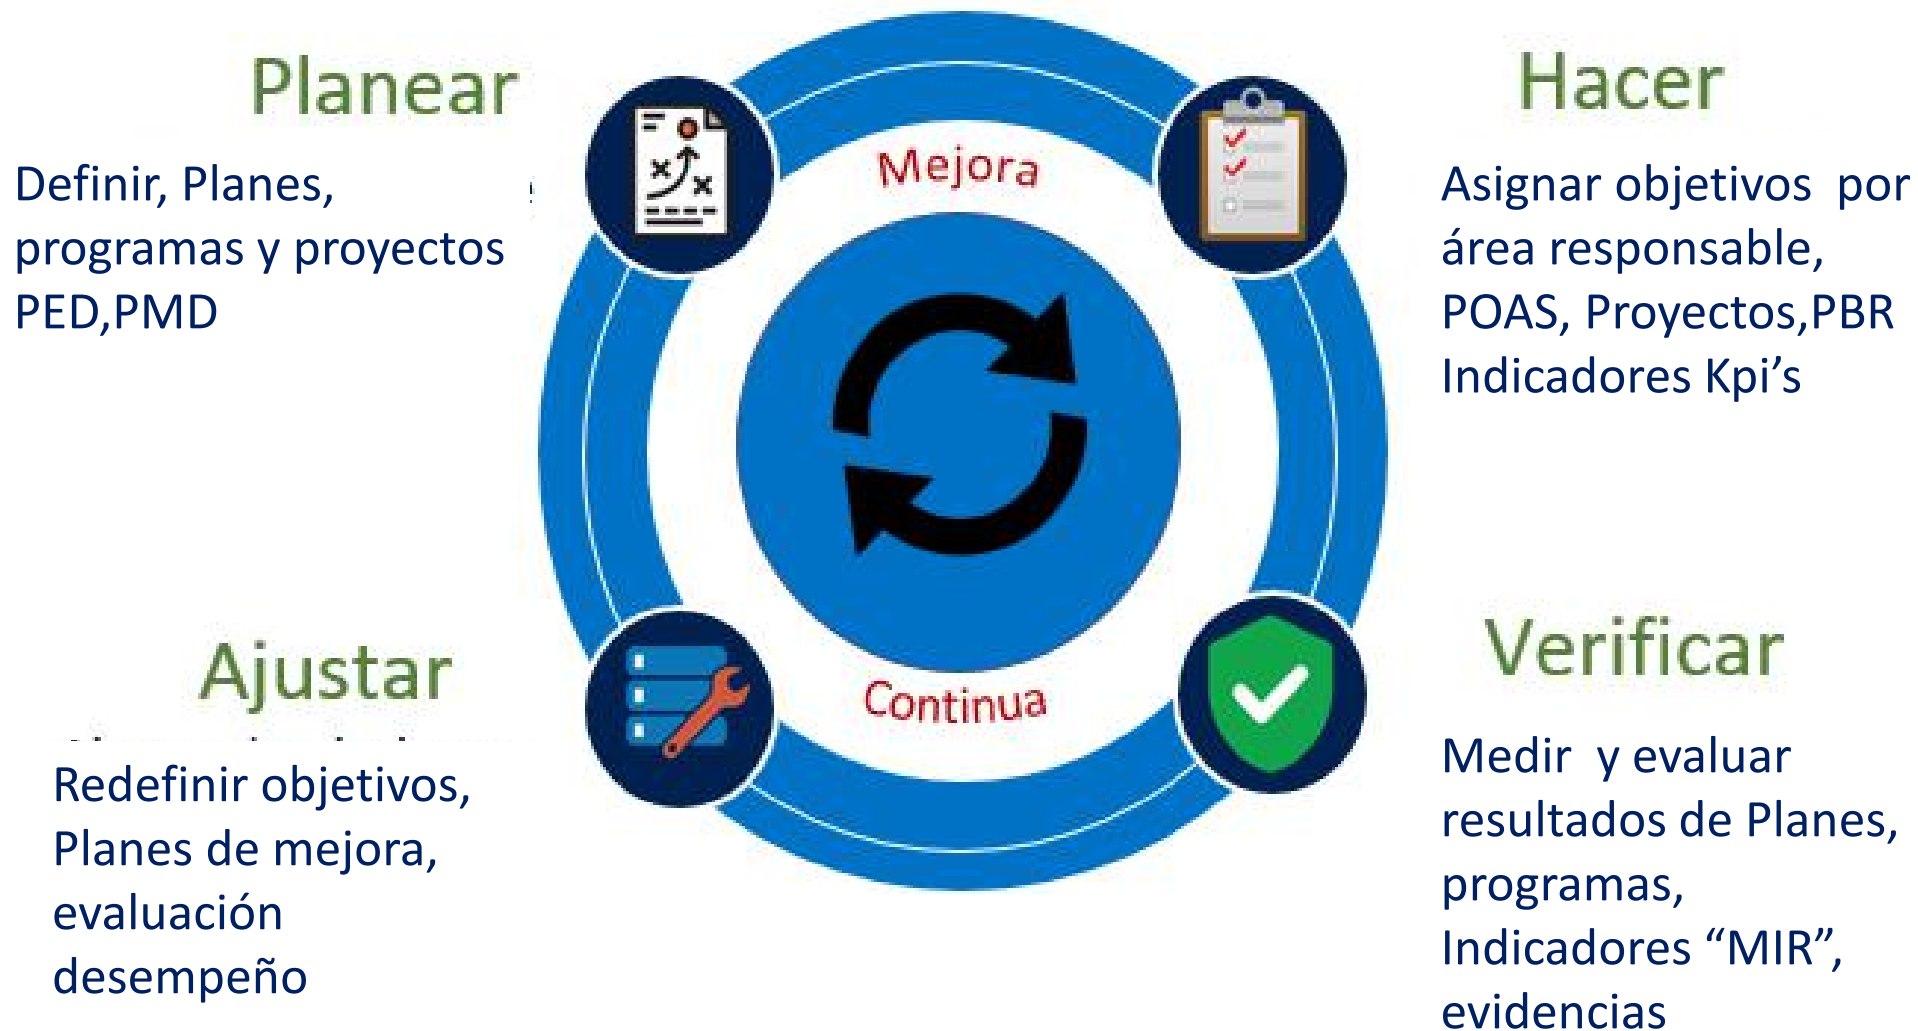 Planear
Definir, Planes,
programas y proyectos
PED,PMD
Mejora
Continua
Hacer
Asignar objetivos  por
área responsable,
POAS, Proyectos,PBR
Indicadores Kpi’s
Ajustar
Redefinir objetivos,
Planes de mejora,
evaluación
desempeño
Verificar
Medir  y evaluar
resultados de Planes,
programas,
Indicadores “MIR”,
evidencias